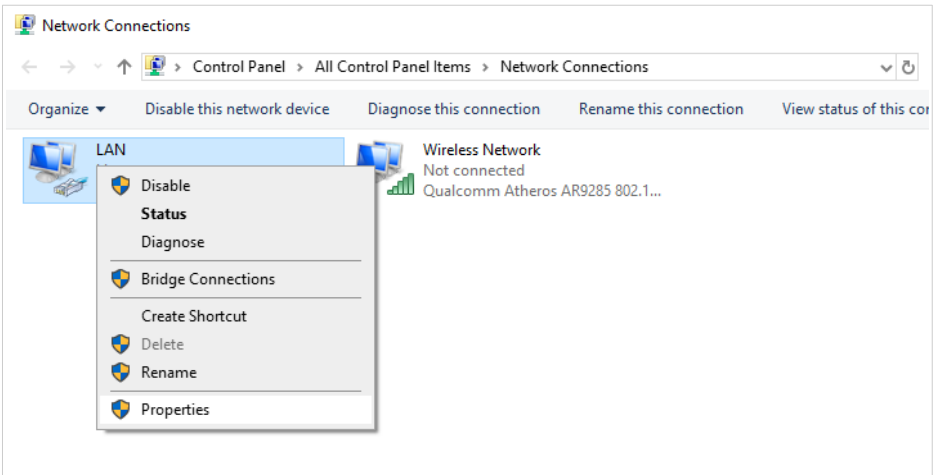 Network Connections
Control Panel > All Control Panel Items > Network Connections
Organize Disable this network device Diagnose this connection Rename this connection View status of this
LAN
Wireless Network
Not connected
Qualcomm Atheros AR9285 802.1...
Disable
Status
Diagnose
Bridge Connections
Create Shortcut
Delete
Rename
Properties